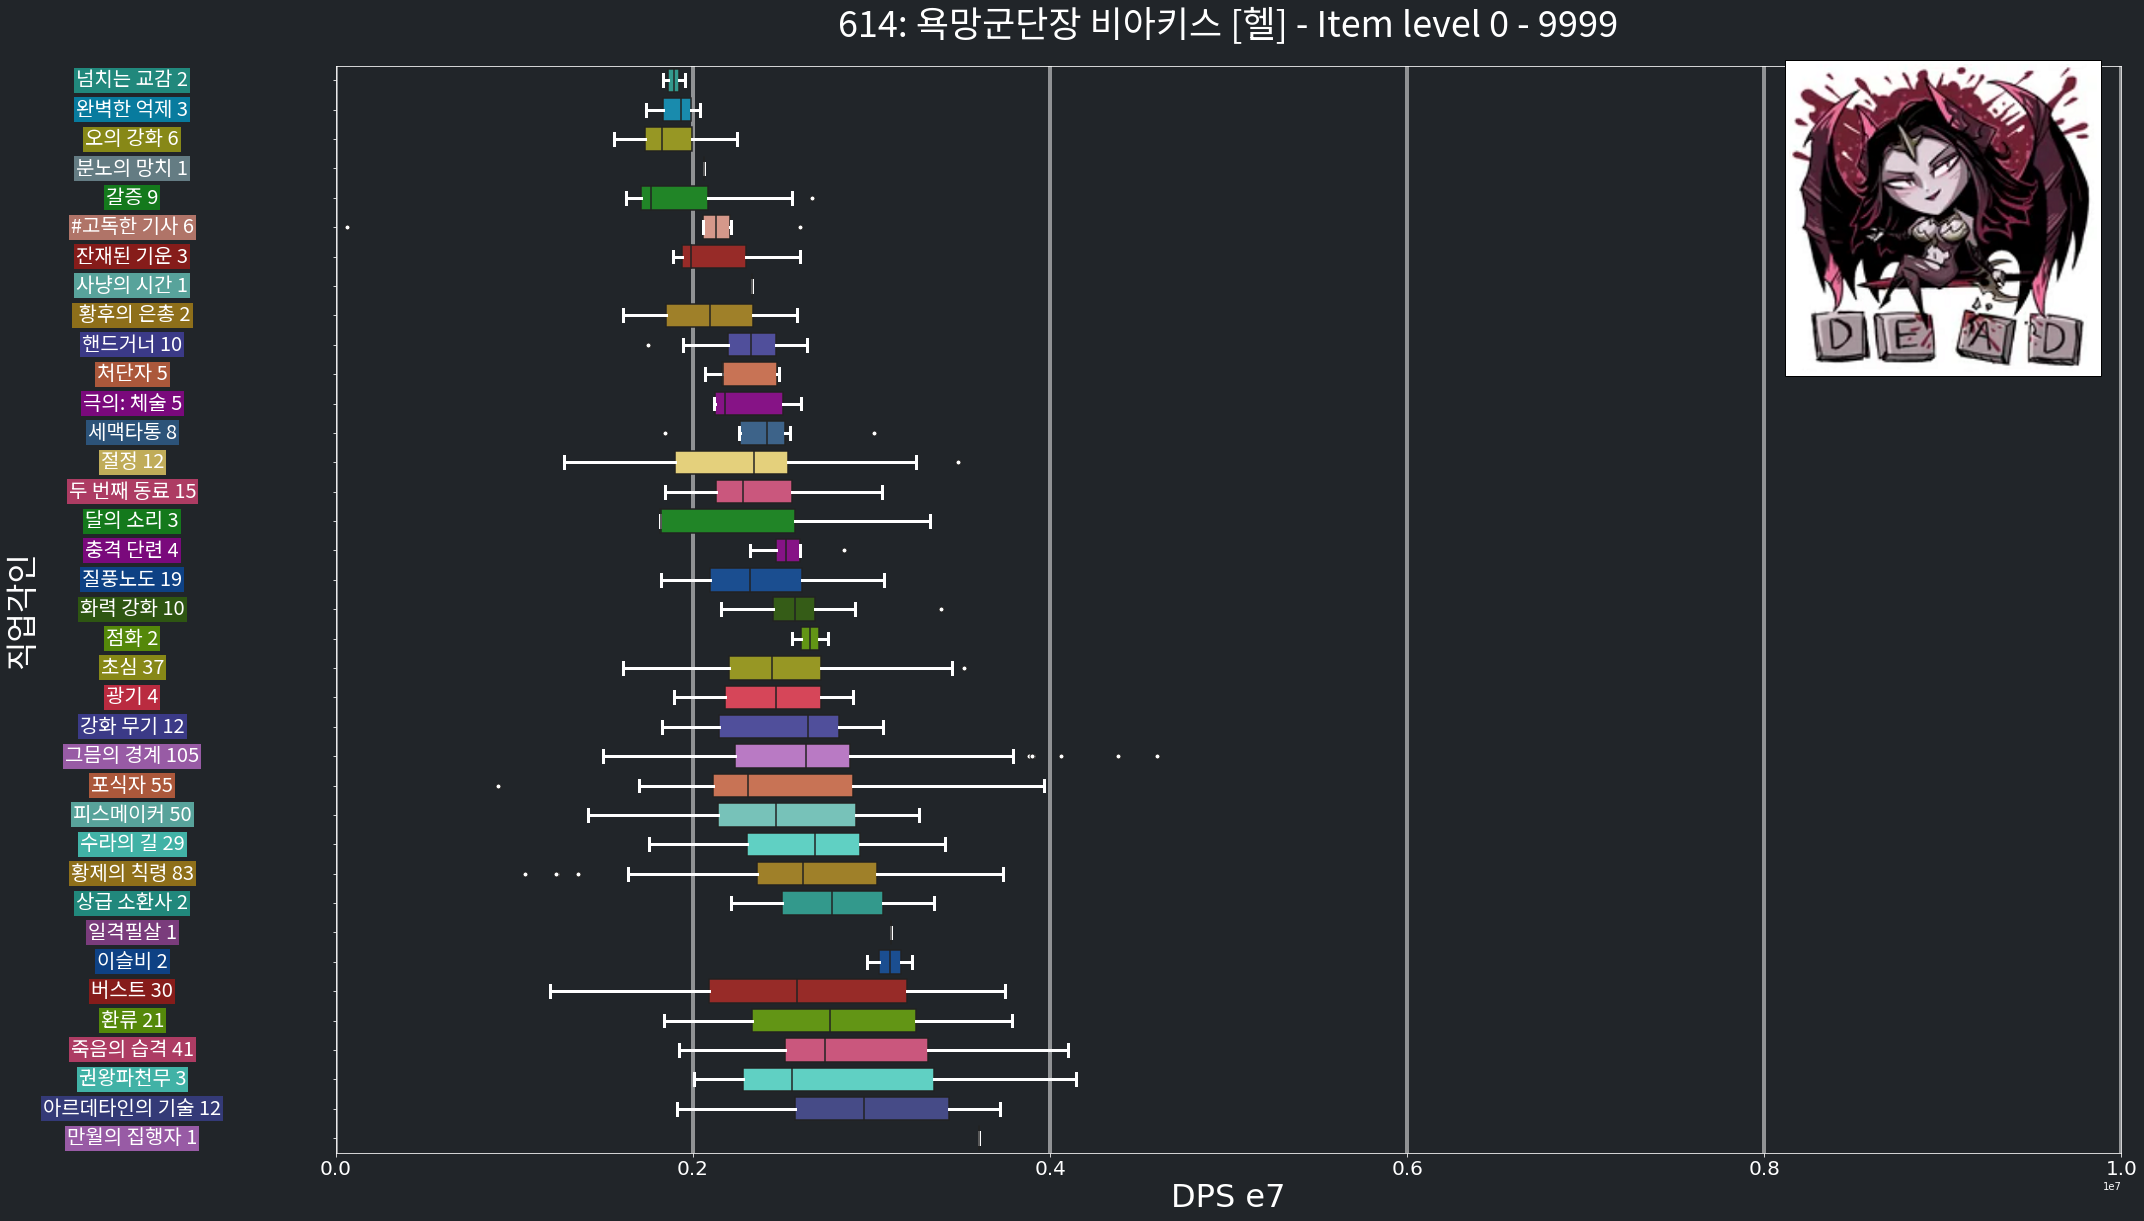 614: 욕망군단장 비아키스 [헬] - Item level 0 - 9999
직업각인
넘치는 교감 2
완벽한 억제 3
오의 강화 6
분노의 망치 1
갈증 9
#고독한 기사 6
잔재된 기운 3
사냥의 시간 1
황후의 은총 2
핸드거너 10
처단자 5
극의: 체술 5
세맥타통 8
절정 12
두 번째 동료 15
달의 소리 3
충격 단련 4
질풍노도 19
화력 강화 10
점화 2
초심 37
광기 4
강화 무기 12
그믐의 경계 105
포식자 55
피스메이커 50
수라의 길 29
황제의 칙령 83
상급 소환사 2
일격필살 1
이슬비 2
버스트 30
환류 21
죽음의 습격 41
권왕파천무 3
아르데타인의 기술 12
만월의 집행자 1
DEAD
0.0 0.2 0.4 0.6 0.8 1.0
1e7
DPS e7